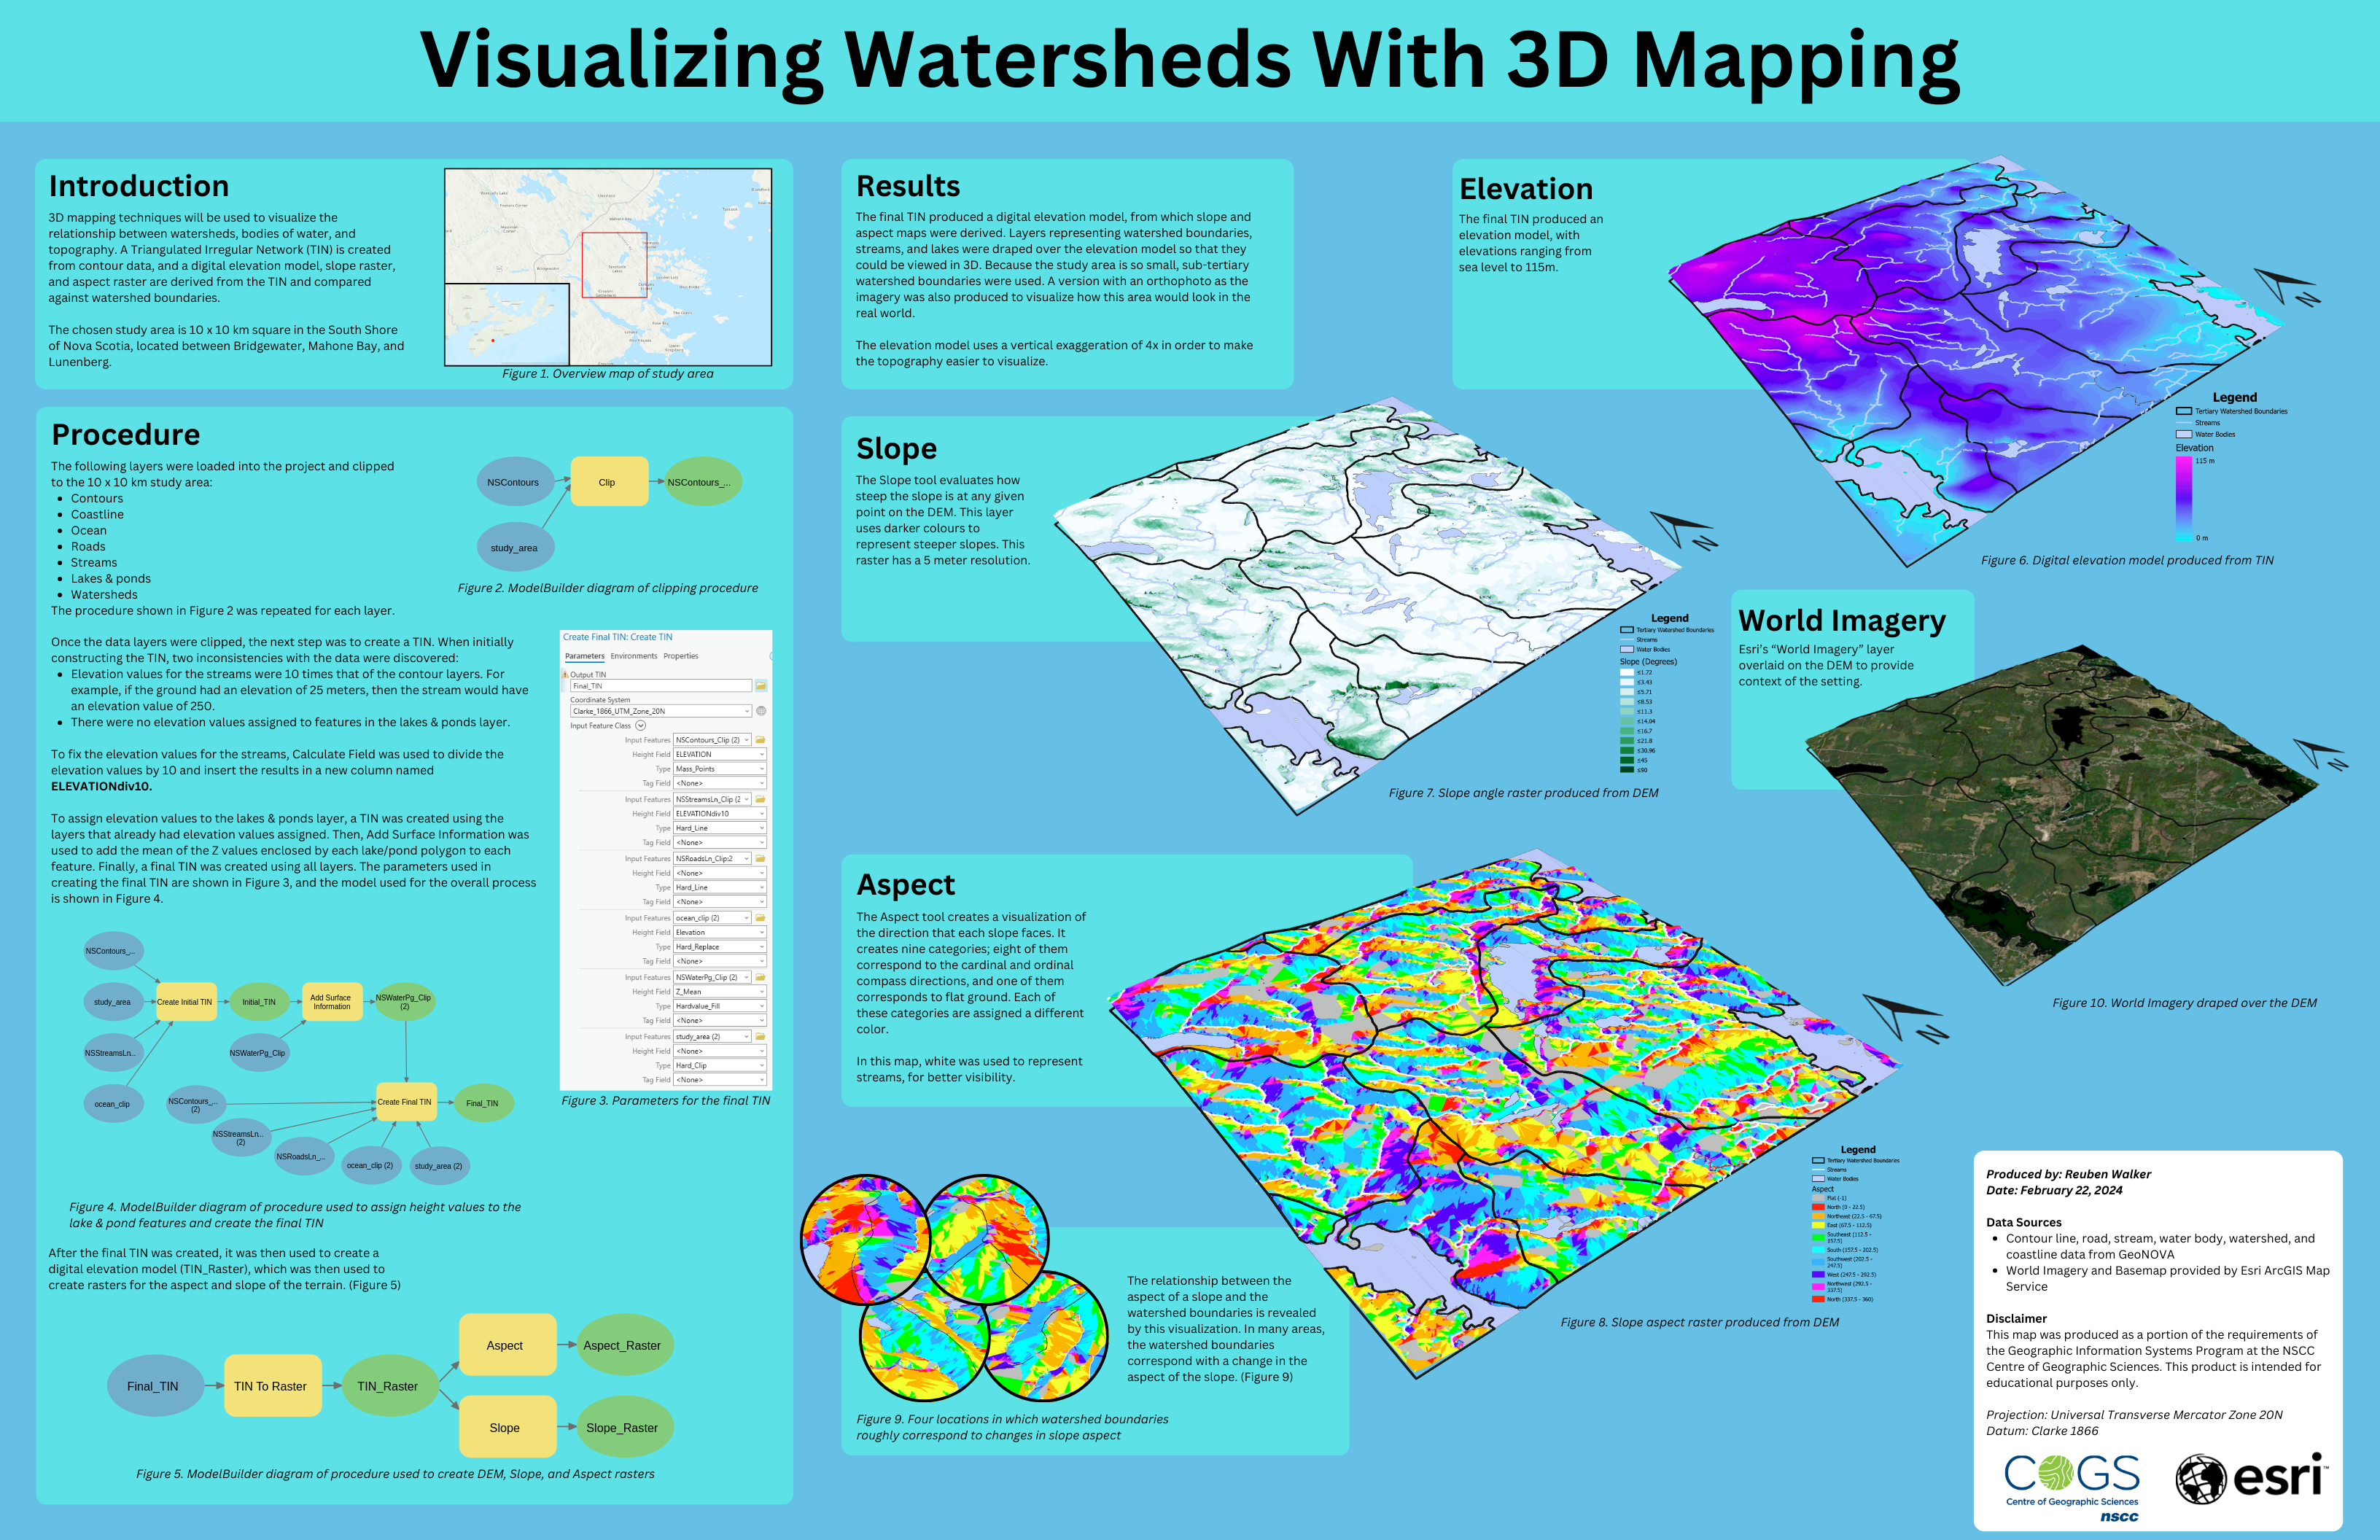 Visualizing Watersheds With 3D Mapping
Introduction
3D mapping techniques will be used to visualize the
relationship between watersheds, bodies of water, and
topography. A Triangulated Irregular Network (TIN) is created
from contour data, and a digital elevation model, slope raster,
and aspect raster are derived from the TIN and compared
against watershed boundaries.
The chosen study area is 10 x 10 km square in the South Shore
of Nova Scotia, located between Bridgewater, Mahone Bay, and
Lunenberg.
Figure 1. Overview map of study area
Procedure
The following layers were loaded into the project and clipped
to the 10 x 10 km study area:
• Contours
• Coastline
• Ocean
• Roads
• Streams
• Lakes & ponds
• Watersheds
The procedure shown in Figure 2 was repeated for each layer.
NSContours
Clip
NSContours_...
study_area
Figure 2. ModelBuilder diagram of clipping procedure
Once the data layers were clipped, the next step was to create a TIN. When initially
constructing the TIN, two inconsistencies with the data were discovered:
• Elevation values for the streams were 10 times that of the contour layers. For
example, if the ground had an elevation of 25 meters, then the stream would have
an elevation value of 250.
• There were no elevation values assigned to features in the lakes & ponds layer.
To fix the elevation values for the streams, Calculate Field was used to divide the
elevation values by 10 and insert the results in a new column named
ELEVATIONdiv10.
To assign elevation values to the lakes & ponds layer, a TIN was created using the
layers that already had elevation values assigned. Then, Add Surface Information was
used to add the mean of the Z values enclosed by each lake/pond polygon to each
feature. Finally, a final TIN was created using all layers. The parameters used in
creating the final TIN are shown in Figure 3, and the model used for the overall process
is shown in Figure 4.
Create Final TIN: Create TIN
Parameters Environments Properties
Output TIN
Final_TIN
Coordinate System
Clarke_1866_UTM_Zone_20N
Input Feature Class
Input Features NSContours_Clip (2)
Height Field ELEVATION
Type Mass_Points
Tag Field <None>
Input Features NSStreamsLn_Clip (2
Height Field ELEVATIONdiv10
Type Hard_Line
Tag Field <None>
Input Features NSRoadsLn_Clip:2
Height Field <None>
Type Hard_Line
Tag Field <None>
Input Features ocean_clip (2)
Height Field Elevation
Type Hard_Replace
Tag Field <None>
Input Features NSWaterPg_Clip (2)
Height Field Z_Mean
Type Hardvalue_Fill
Tag Field <None>
Input Features study_area (2)
Height Field <None>
Type Hard_Clip
Tag Field <None>
Figure 3. Parameters for the final TIN
NSContours_...
study_area
Create Initial TIN
Initial_TIN
Add Surface
Information
NSWaterPg_Clip
(2)
NSStreamsLn...
NSWaterPg_Clip
ocean_clip
NSContours_...
(2)
Create Final TIN
Final_TIN
NSStreamsLn...
(2)
NSRoadsLn_...
ocean_clip (2)
study_area (2)
Figure 4. ModelBuilder diagram of procedure used to assign height values to the
lake & pond features and create the final TIN
After the final TIN was created, it was then used to create a
digital elevation model (TIN_Raster), which was then used to
create rasters for the aspect and slope of the terrain. (Figure 5)
Final_TIN
TIN To Raster
TIN_Raster
Aspect
Aspect_Raster
Slope
Slope_Raster
Figure 5. ModelBuilder diagram of procedure used to create DEM, Slope, and Aspect rasters
Results
The final TIN produced a digital elevation model, from which slope and
aspect maps were derived. Layers representing watershed boundaries,
streams, and lakes were draped over the elevation model so that they
could be viewed in 3D. Because the study area is so small, sub-tertiary
watershed boundaries were used. A version with an orthophoto as the
imagery was also produced to visualize how this area would look in the
real world.
The elevation model uses a vertical exaggeration of 4x in order to make
the topography easier to visualize.
Elevation
The final TIN produced an
elevation model, with
elevations ranging from
sea level to 115m.
N
Legend
Tertiary Watershed Boundaries
Streams
Water Bodies
Elevation
115 m
0 m
Figure 6. Digital elevation model produced from TIN
Slope
The Slope tool evaluates how
steep the slope is at any given
point on the DEM. This layer
uses darker colours to
represent steeper slopes. This
raster has a 5 meter resolution.
N
Legend
Tertiary Watershed Boundaries
Streams
Water Bodies
Slope (Degrees)
≤1.72
≤3.43
≤5.71
≤8.53
≤11.3
≤14.04
≤16.7
≤21.8
≤30.96
≤45
≤90
Figure 7. Slope angle raster produced from DEM
World Imagery
Esri's “World Imagery” layer
overlaid on the DEM to provide
context of the setting.
N
Figure 10. World Imagery draped over the DEM
Aspect
The Aspect tool creates a visualization of
the direction that each slope faces. It
creates nine categories; eight of them
correspond to the cardinal and ordinal
compass directions, and one of them
corresponds to flat ground. Each of
these categories are assigned a different
color.
In this map, white was used to represent
streams, for better visibility.
N
Legend
Tertiary Watershed Boundaries
Streams
Water Bodies
Aspect
Flat (-1)
North (0 - 22.5)
Northeast (22.5 - 67.5)
East (67.5 - 112.5)
Southeast (112.5 -
157.5)
South (157.5 - 202.5)
Southwest (202.5 -
247.5)
West (247.5 - 292.5)
Northwest (292.5 -
337.5)
North (337.5 - 360)
Figure 8. Slope aspect raster produced from DEM
The relationship between the
aspect of a slope and the
watershed boundaries is revealed
by this visualization. In many areas,
the watershed boundaries
correspond with a change in the
aspect of the slope. (Figure 9)
Figure 9. Four locations in which watershed boundaries
roughly correspond to changes in slope aspect
Produced by: Reuben Walker
Date: February 22, 2024
Data Sources
• Contour line, road, stream, water body, watershed, and
coastline data from GeoNOVA
• World Imagery and Basemap provided by Esri ArcGIS Map
Service
Disclaimer
This map was produced as a portion of the requirements of
the Geographic Information Systems Program at the NSCC
Centre of Geographic Sciences. This product is intended for
educational purposes only.
Projection: Universal Transverse Mercator Zone 20N
Datum: Clarke 1866
COGS
Centre of Geographic Sciences
nscc
esri™